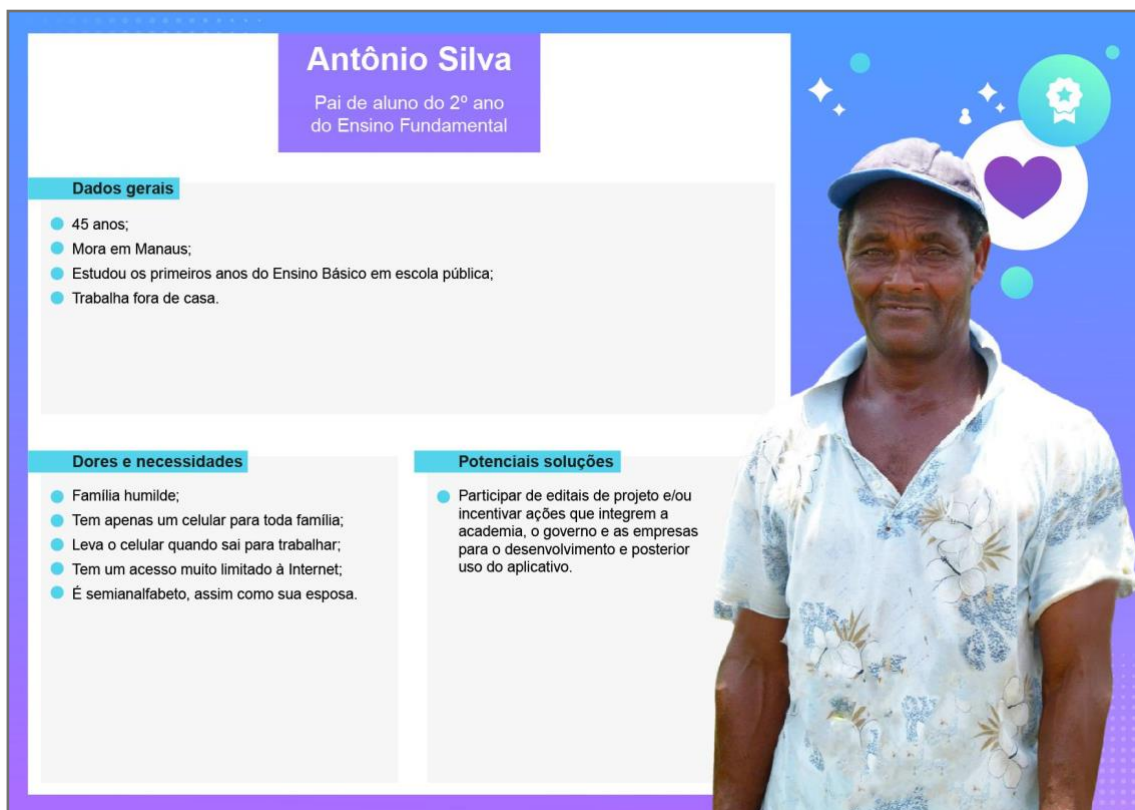 Antônio Silva
Pai de aluno do 2º ano
do Ensino Fundamental
Dados gerais
45 anos;
Mora em Manaus;
Estudou os primeiros anos do Ensino Básico em escola pública;
Trabalha fora de casa.
Dores e necessidades
Família humilde;
Tem apenas um celular para toda família;
Leva o celular quando sai para trabalhar;
Tem um acesso muito limitado à Internet;
É semianalfabeto, assim como sua esposa.
Potenciais soluções
Participar de editais de projeto e/ou
incentivar ações que integrem a
academia, o governo e as empresas
para o desenvolvimento e posterior
uso do aplicativo.